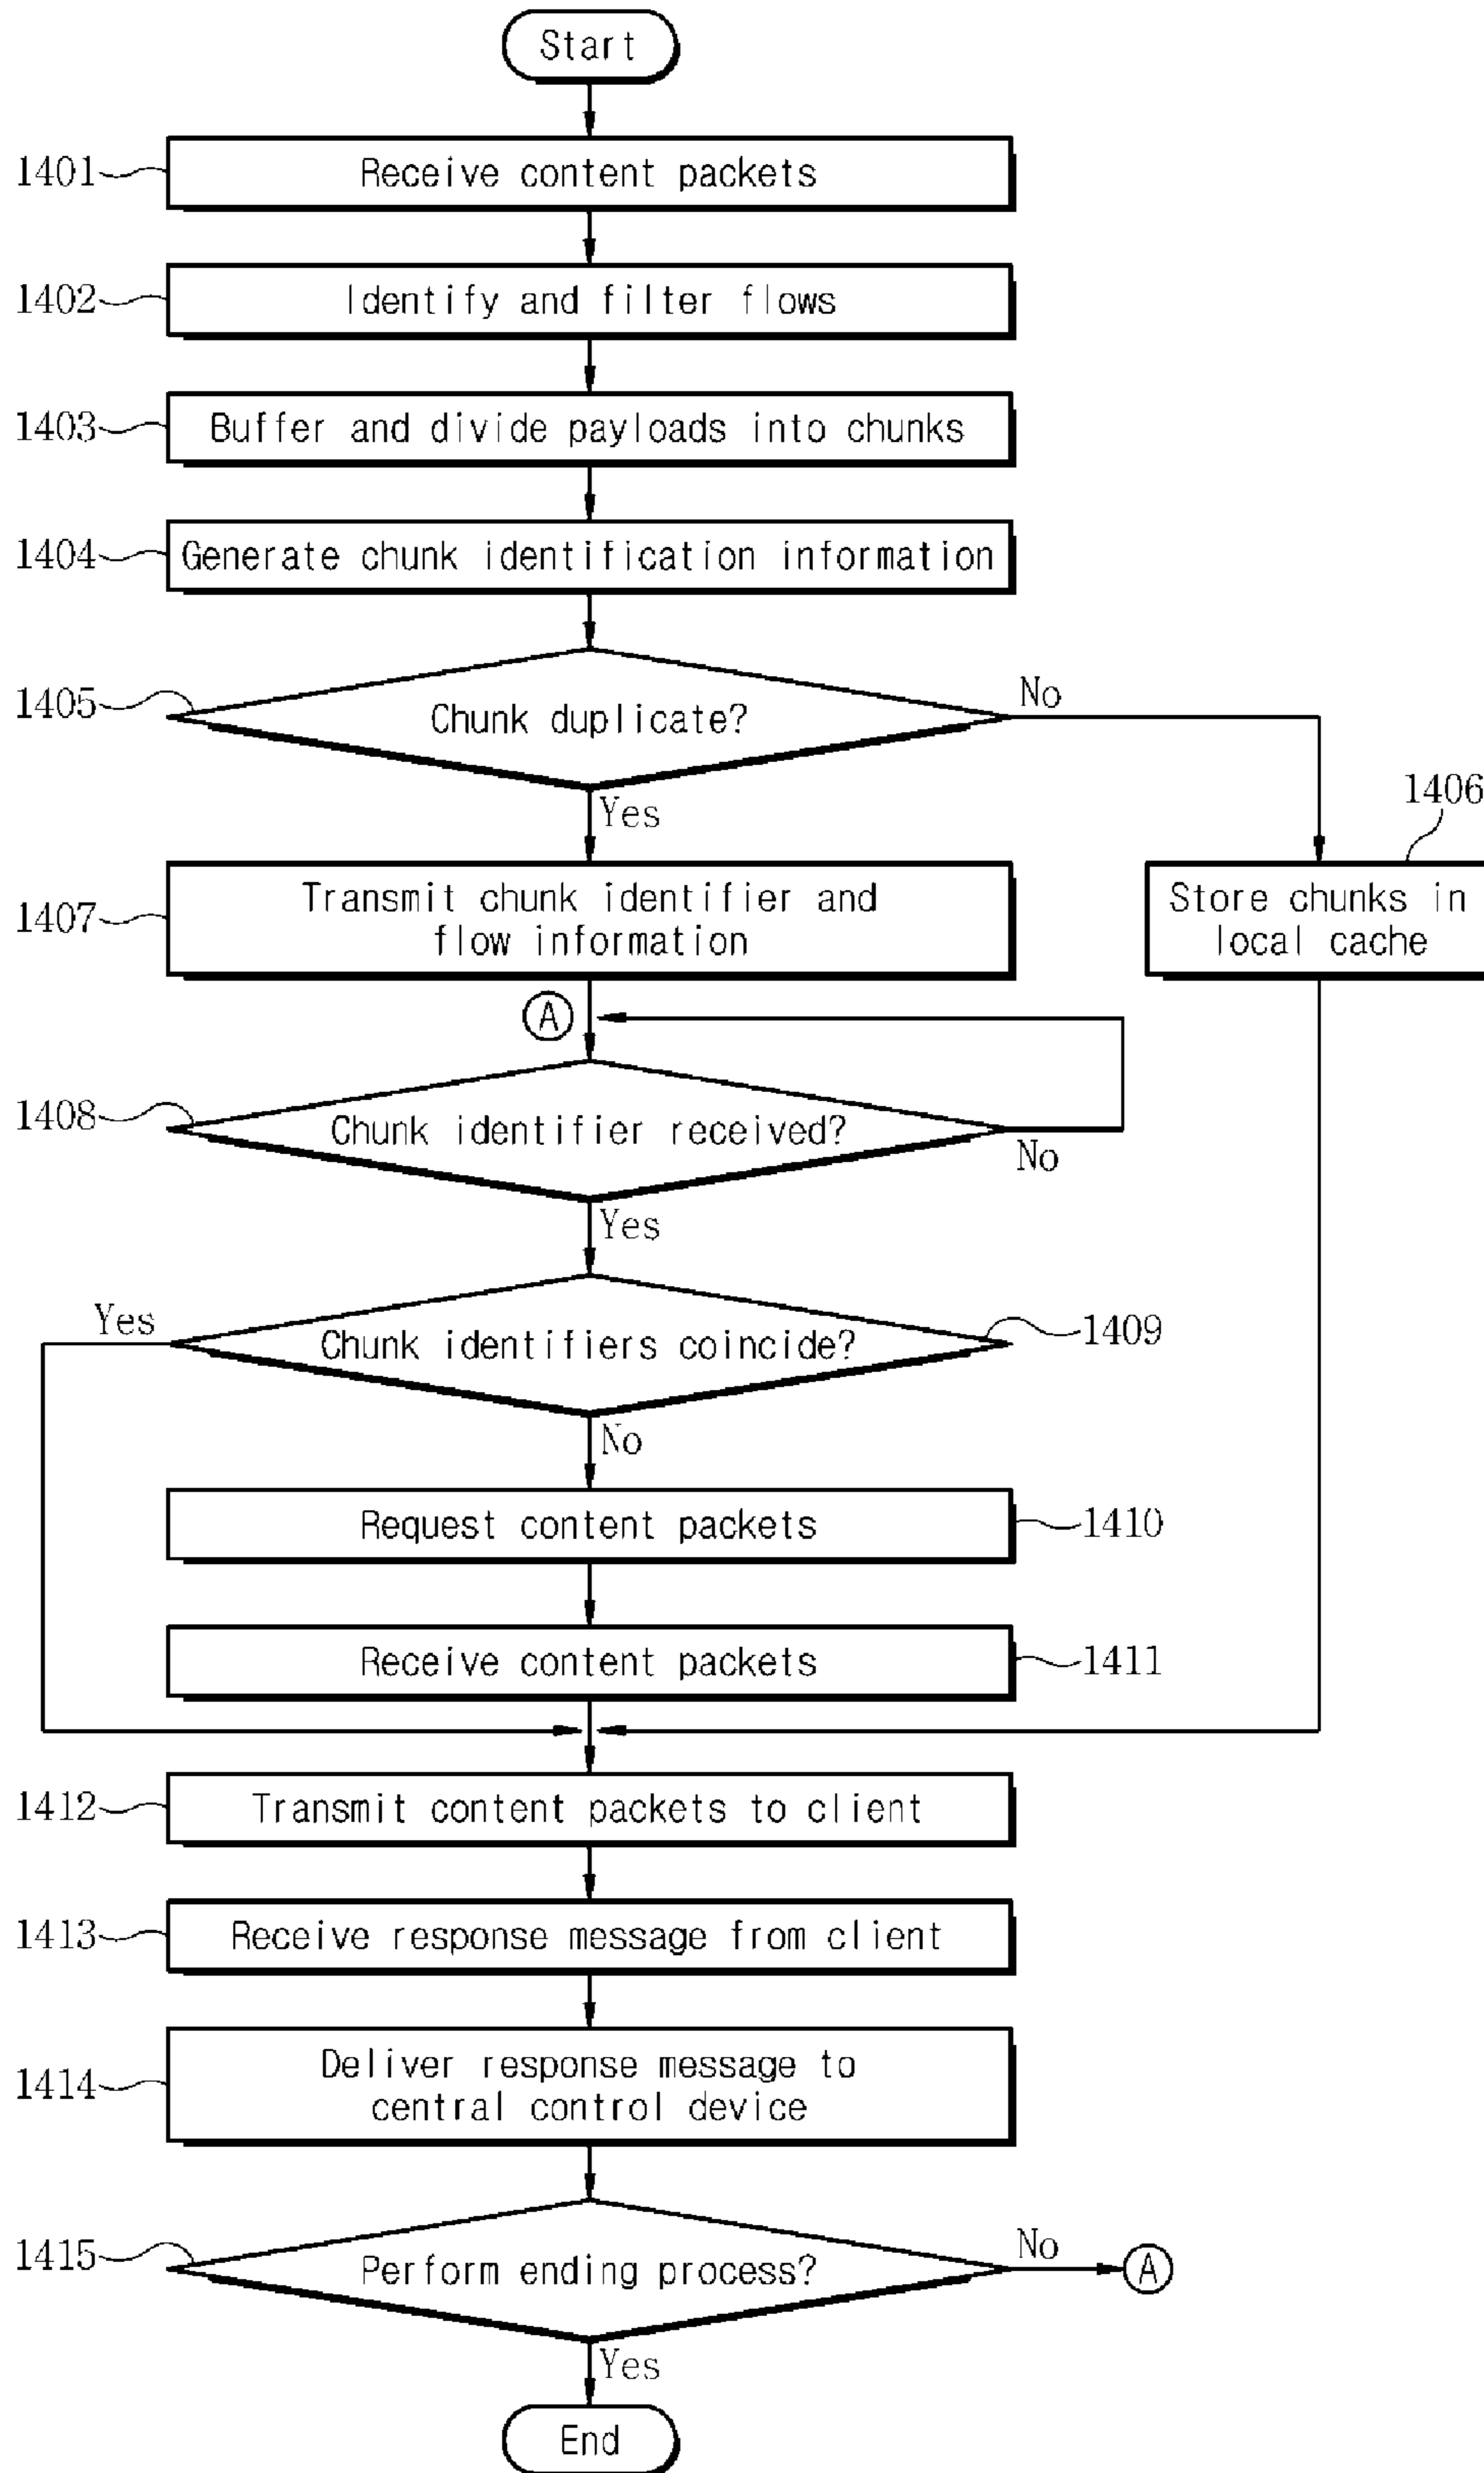 Start
1401
Receive content packets
1402
Identify and filter flows
1403
Buffer and divide payloads into chunks
1404
Generate chunk identification information
1405
Chunk duplicate?
No
Yes
1406
1407
Transmit chunk identifier and
flow information
Store chunks in
local cache
A
1408
Chunk identifier received?
No
Yes
Yes
Chunk identifiers coincide?
1409
No
Request content packets
1410
Receive content packets
1411
1412
Transmit content packets to client
1413
Receive response message from client
1414
Deliver response message to
central control device
1415
Perform ending process?
No
A
Yes
End